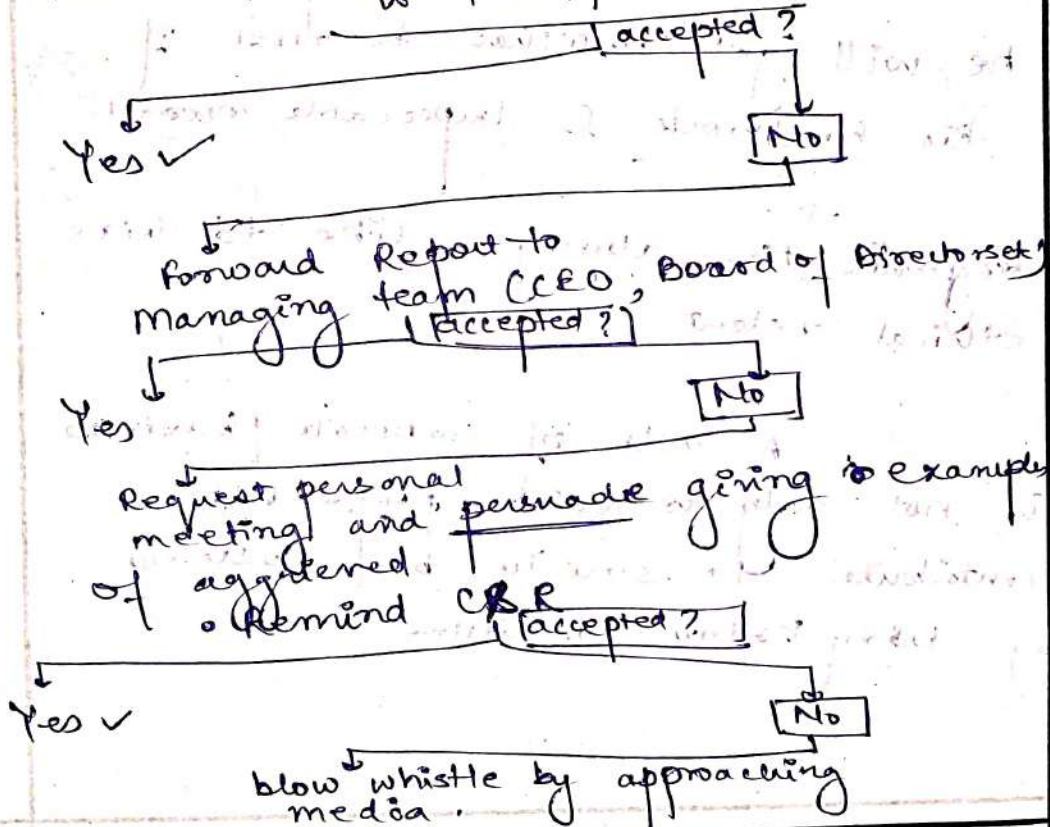 accepted ?
Yes ✓
No
Forward Report to
Managing team (CEO, Board of Directors etc)
accepted ?
Yes
No
Request personal
meeting and persuade giving examples
of aggrieved.
• Remind CSR
accepted ?
Yes ✓
No
blow whistle by approaching
media.